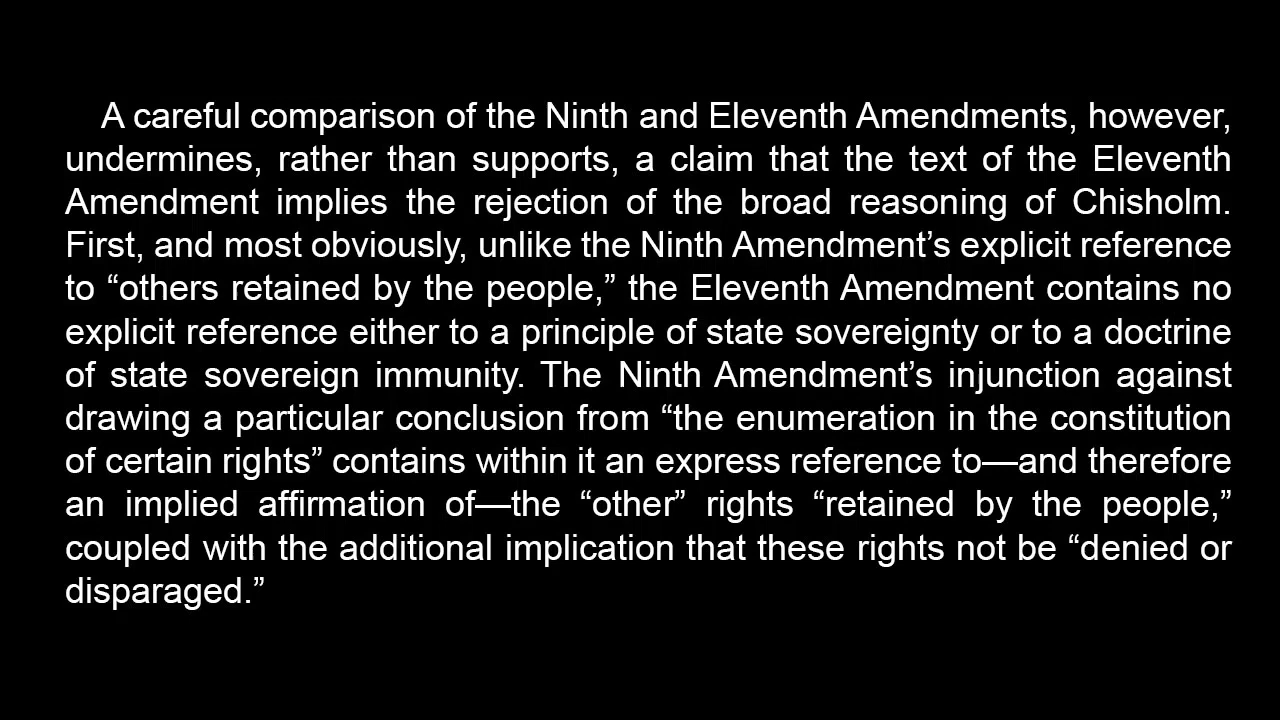 A careful comparison of the Ninth and Eleventh Amendments, however,
undermines, rather than supports, a claim that the text of the Eleventh
Amendment implies the rejection of the broad reasoning of Chisholm.
First, and most obviously, unlike the Ninth Amendment’s explicit reference
to “others retained by the people,” the Eleventh Amendment contains no
explicit reference either to a principle of state sovereignty or to a doctrine
of state sovereign immunity. The Ninth Amendment’s injunction against
drawing a particular conclusion from “the enumeration in the constitution
of certain rights” contains within it an express reference to—and therefore
an implied affirmation of—the “other” rights “retained by the people,”
coupled with the additional implication that these rights not be “denied or
disparaged.”